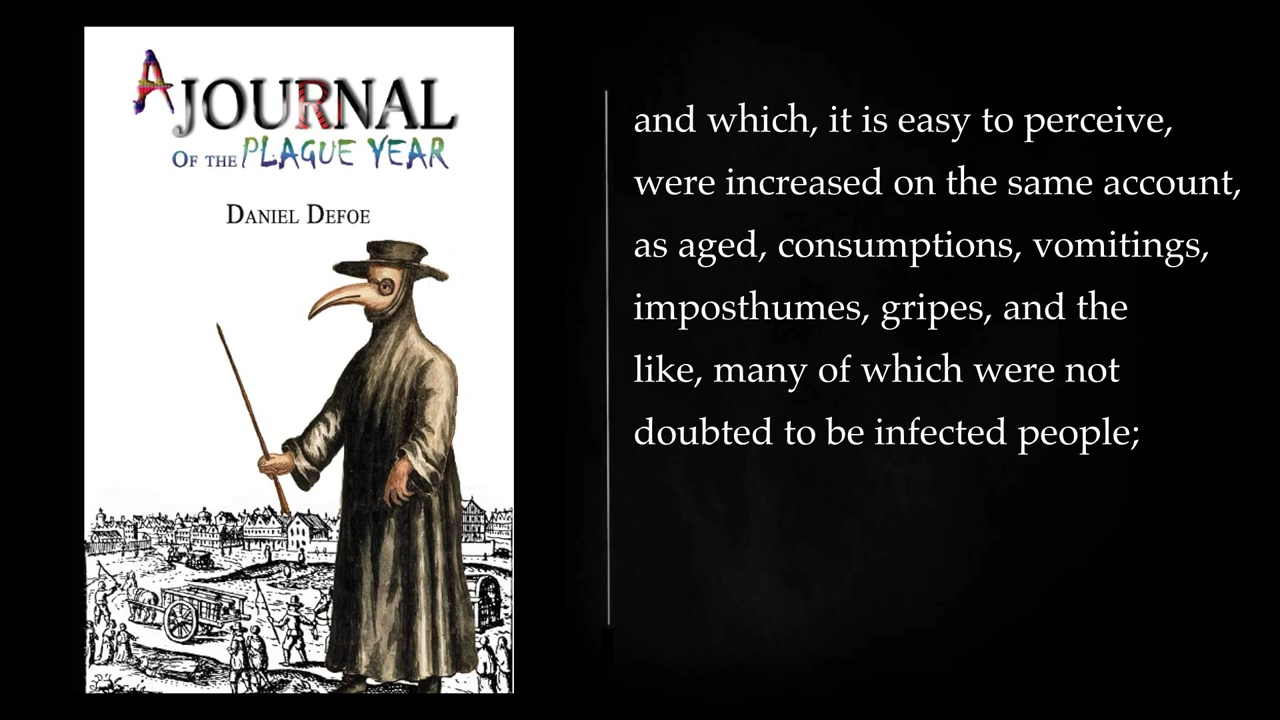 A JOURNAL
OF THE PLAGUE YEAR
DANIEL DEFOE
and which, it is easy to perceive,
were increased on the same account,
as aged, consumptions, vomitings,
imposthumes, gripes, and the
like, many of which were not
doubted to be infected people;